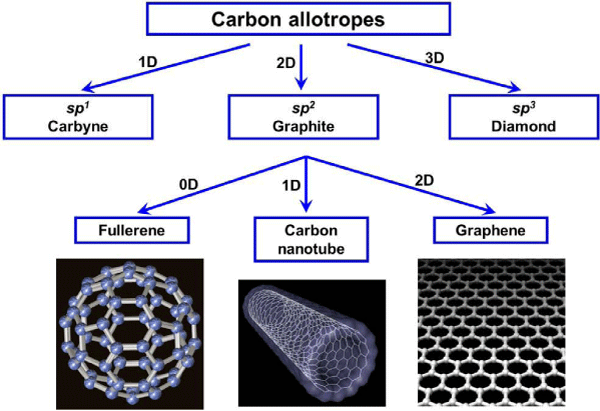 Carbon allotropes
1D
2D
3D
sp¹
Carbyne
sp²
Graphite
sp³
Diamond
0D
1D
2D
Fullerene
Carbon
nanotube
Graphene